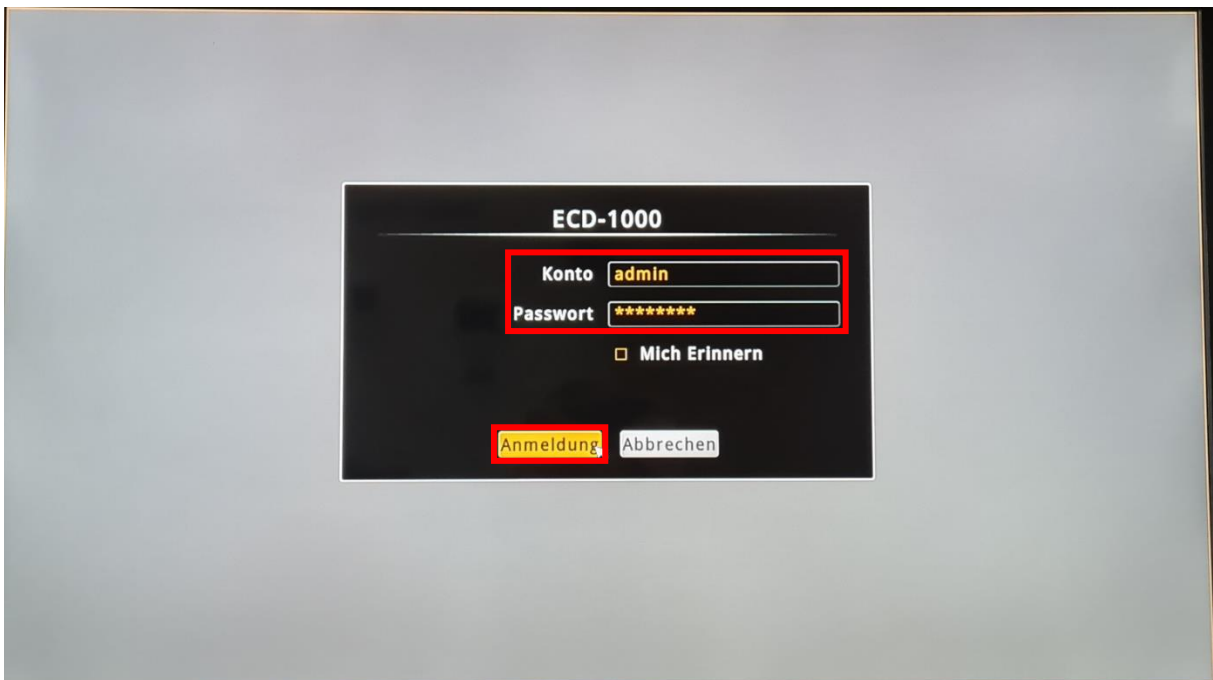 ECD-1000
Konto admin
Passwort ********
Mich Erinnern
Anmeldung Abbrechen